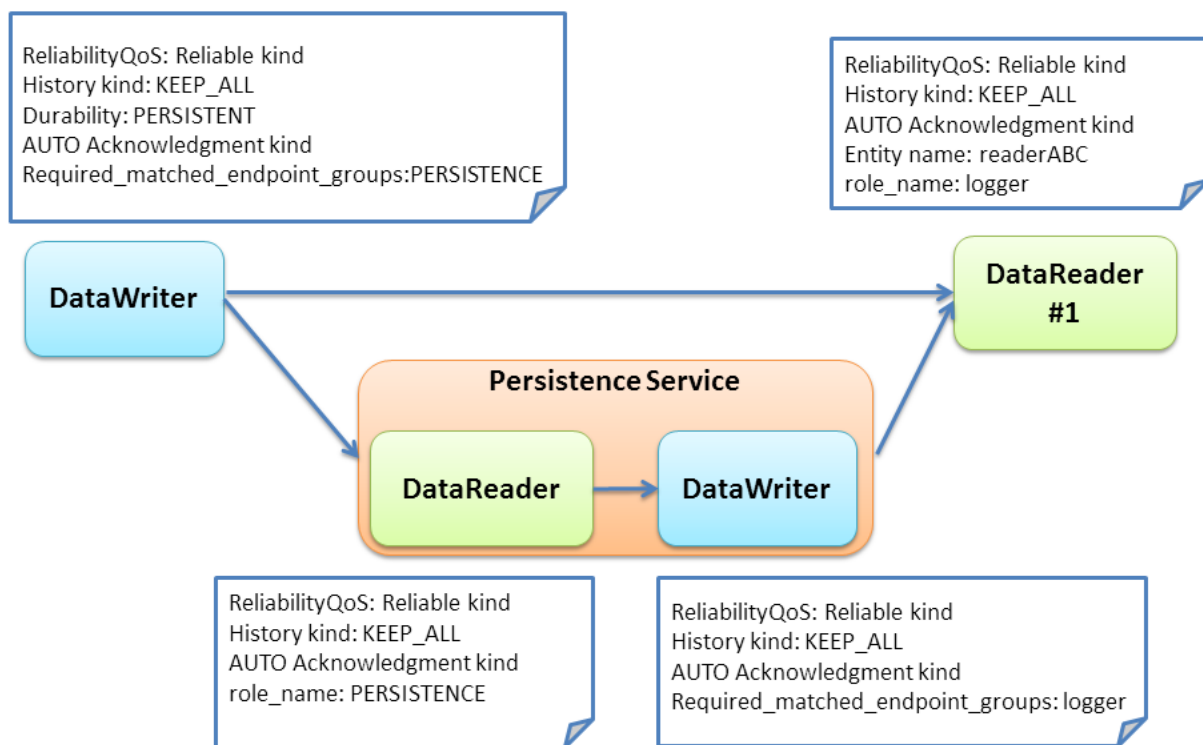 ReliabilityQoS: Reliable kind
History kind: KEEP_ALL
Durability: PERSISTENT
AUTO Acknowledgment kind
Required_matched_endpoint_groups:PERSISTENCE
ReliabilityQoS: Reliable kind
History kind: KEEP_ALL
AUTO Acknowledgment kind
Entity name: readerABC
role_name: logger
DataWriter
DataReader
#1
Persistence Service
DataReader
DataWriter
ReliabilityQoS: Reliable kind
History kind: KEEP_ALL
AUTO Acknowledgment kind
role_name: PERSISTENCE
ReliabilityQoS: Reliable kind
History kind: KEEP_ALL
AUTO Acknowledgment kind
Required_matched_endpoint_groups: logger